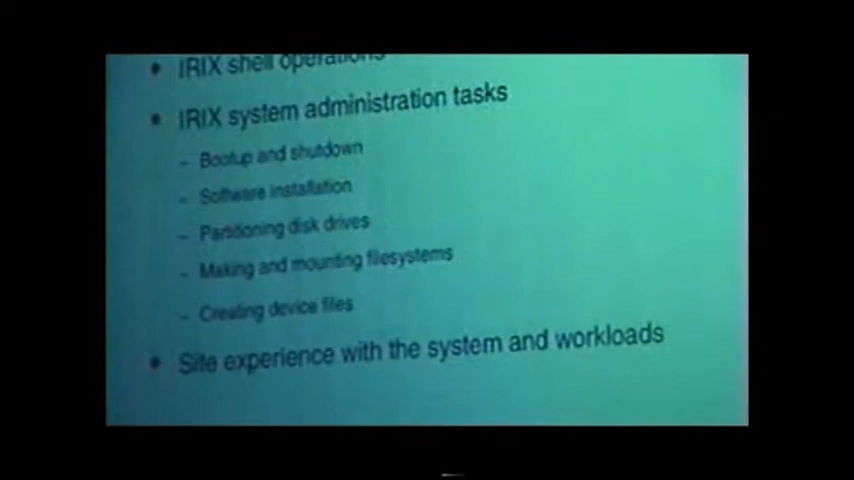 • IRIX shell operations
• IRIX system administration tasks
– Bootup and shutdown
– Software installation
– Partitioning disk drives
– Making and mounting filesystems
– Creating device files
• Site experience with the system and workloads